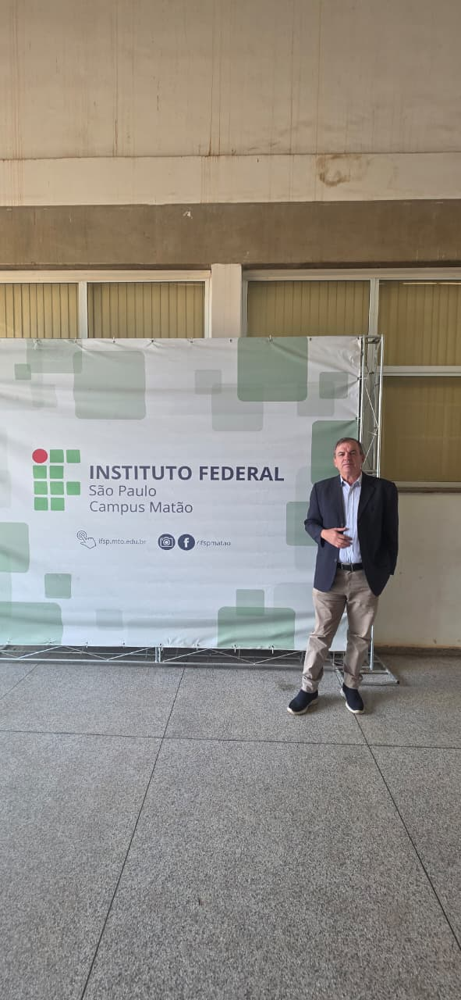 INSTITUTO FEDERAL
São Paulo
Campus Matão
ifsp.mto.edu.br /ifspmatao